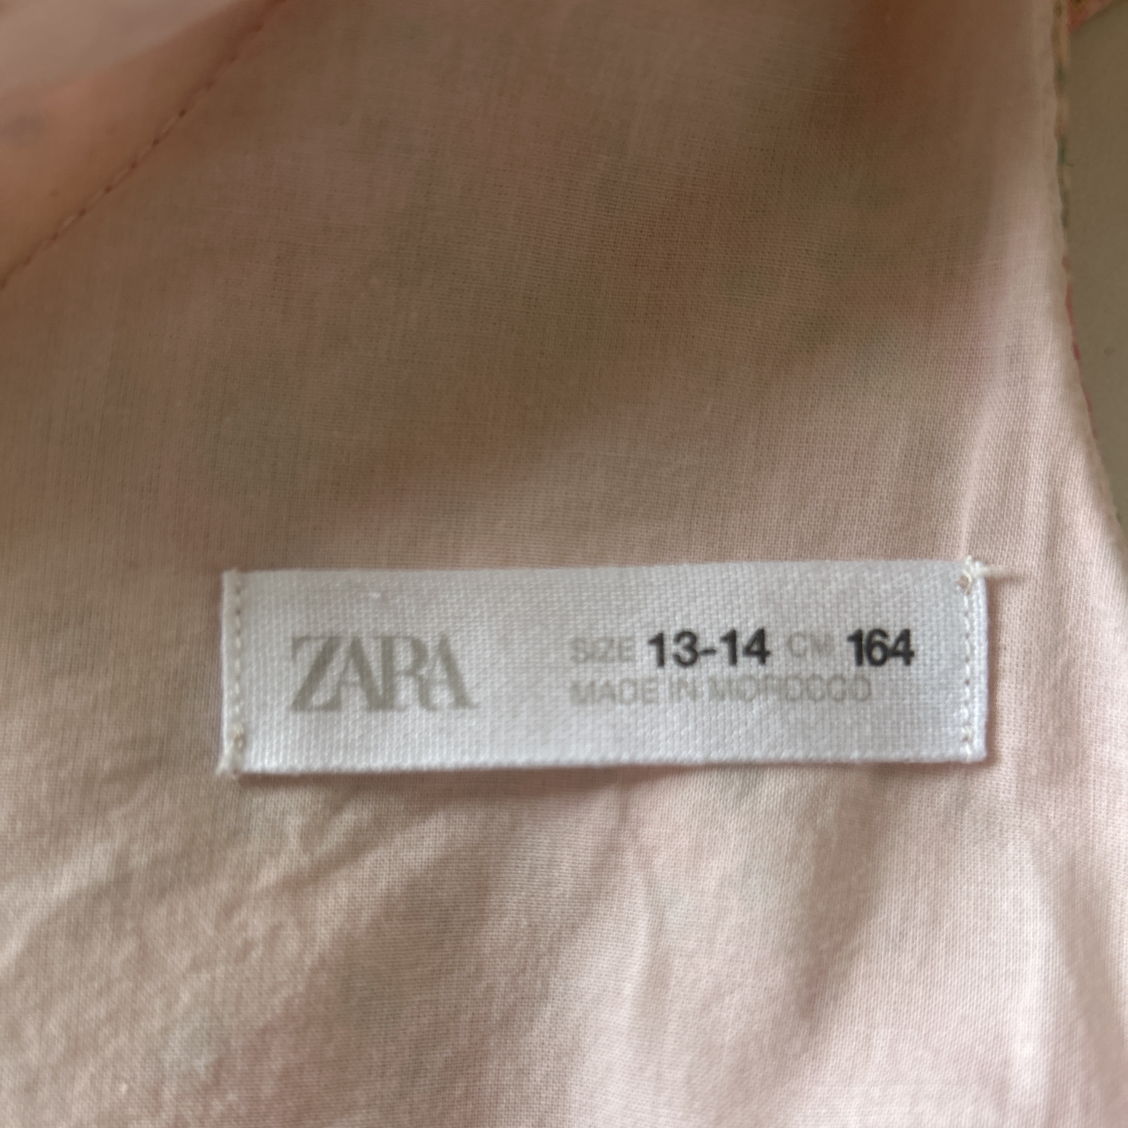 ZARA
SIZE 13-14 CM 164
MADE IN MOROCCO